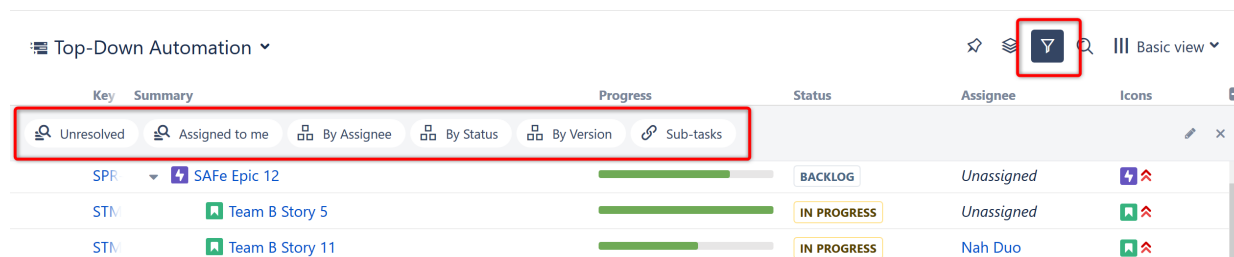 Top-Down Automation
Basic view
Key Summary Progress Status Assignee Icons
Unresolved Assigned to me By Assignee By Status By Version Sub-tasks
SPR SAFe Epic 12 BACKLOG Unassigned
Team B Story 5 IN PROGRESS Unassigned
Team B Story 11 IN PROGRESS Nah Duo